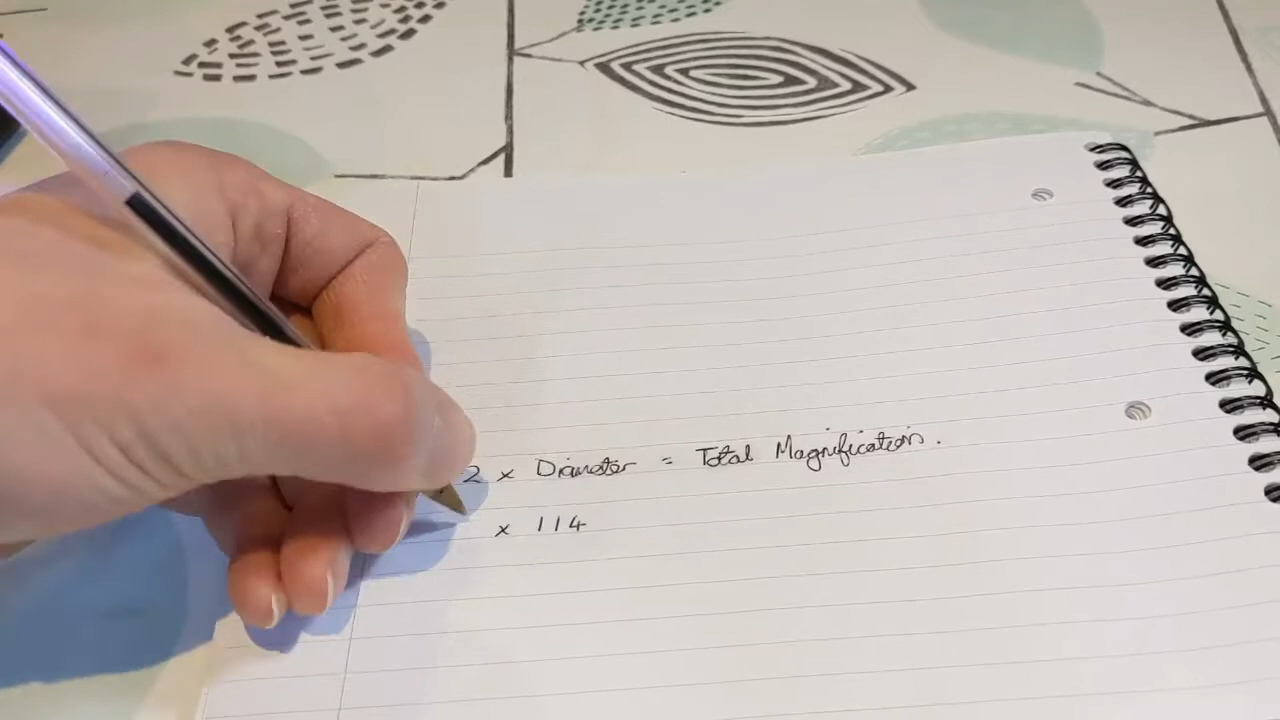 2 x Diameter = Total Magnification.
x 114